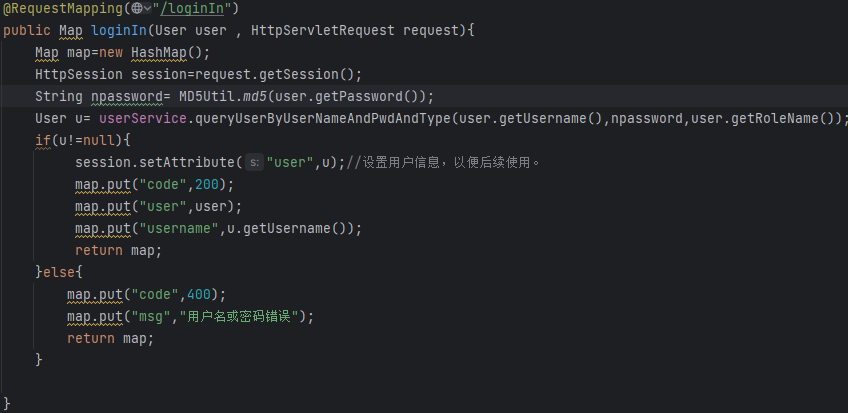 @RequestMapping("/loginIn")
public Map loginIn(User user , HttpServletRequest request){
    Map map=new HashMap();
    HttpSession session=request.getSession();
    String npassword= MD5Util.md5(user.getPassword());
    User u= userService.queryUserByUserNameAndPwdAndType(user.getUsername(),npassword,user.getRoleName());
    if(u!=null){
        session.setAttribute( s: "user",u);//设置用户信息，以便后续使用。
        map.put("code",200);
        map.put("user",user);
        map.put("username",u.getUsername());
        return map;
    }else{
        map.put("code",400);
        map.put("msg","用户名或密码错误");
        return map;
    }
}